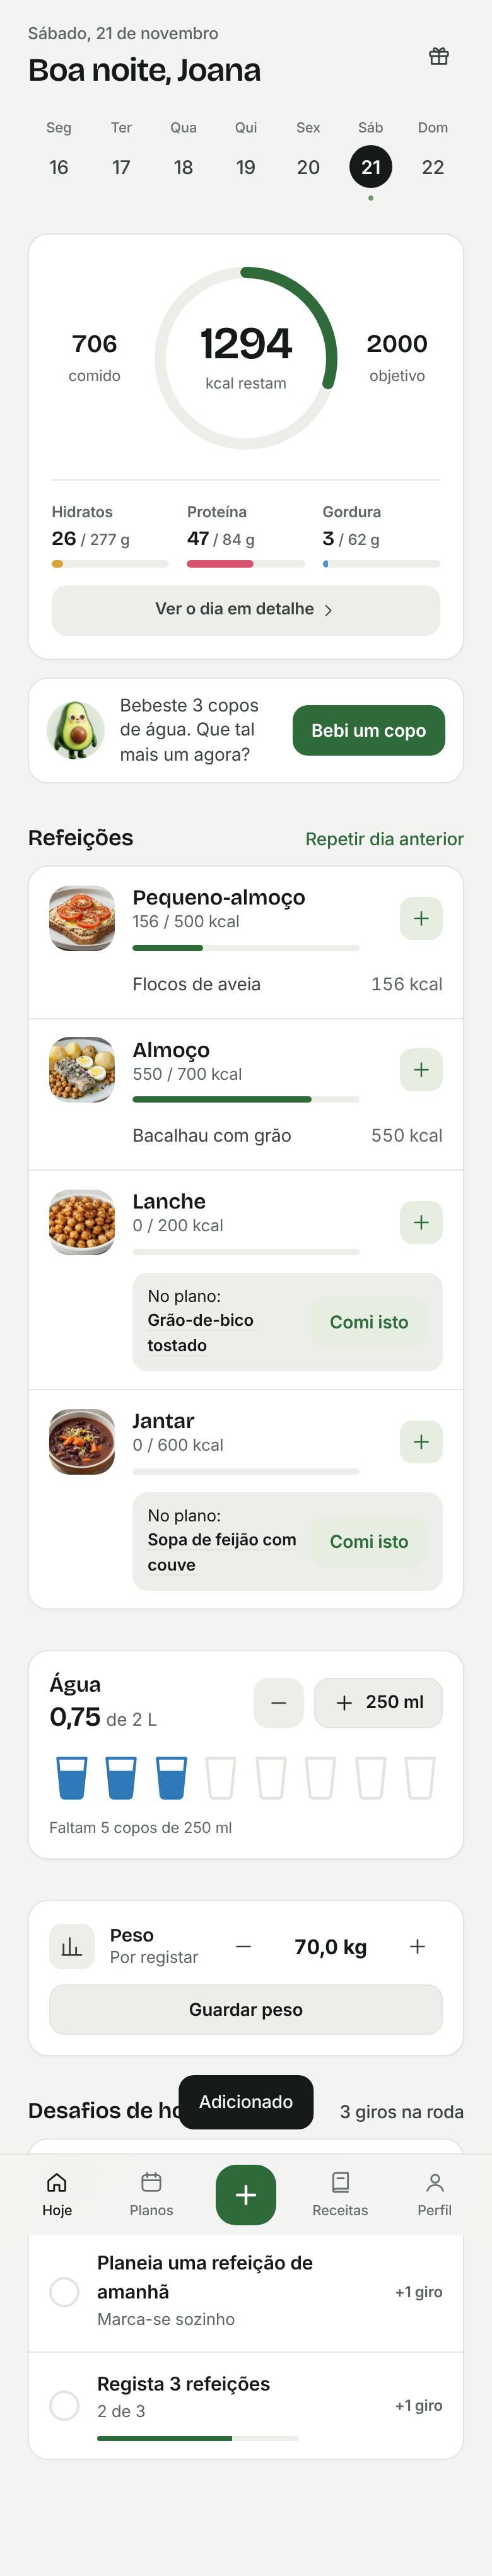 Sábado, 21 de novembro
Boa noite, Joana
Seg Ter Qua Qui Sex Sáb Dom
16 17 18 19 20 21 22
706
comido
1294
kcal restam
2000
objetivo
Hidratos Proteína Gordura
26 / 277 g 47 / 84 g 3 / 62 g
Ver o dia em detalhe
Bebeste 3 copos
de água. Que tal
mais um agora?
Bebi um copo
Refeições Repetir dia anterior
Pequeno-almoço
156 / 500 kcal
Flocos de aveia 156 kcal
Almoço
550 / 700 kcal
Bacalhau com grão 550 kcal
Lanche
0 / 200 kcal
No plano:
Grão-de-bico
tostado
Comi isto
Jantar
0 / 600 kcal
No plano:
Sopa de feijão com
couve
Comi isto
Água
0,75 de 2 L
250 ml
Faltam 5 copos de 250 ml
Peso
Por registar
70,0 kg
Guardar peso
Desafios de
Adicionado
3 giros na roda
Hoje Planos Receitas Perfil
Planeia uma refeição de
amanhã
Marca-se sozinho
+1 giro
Regista 3 refeições
2 de 3
+1 giro